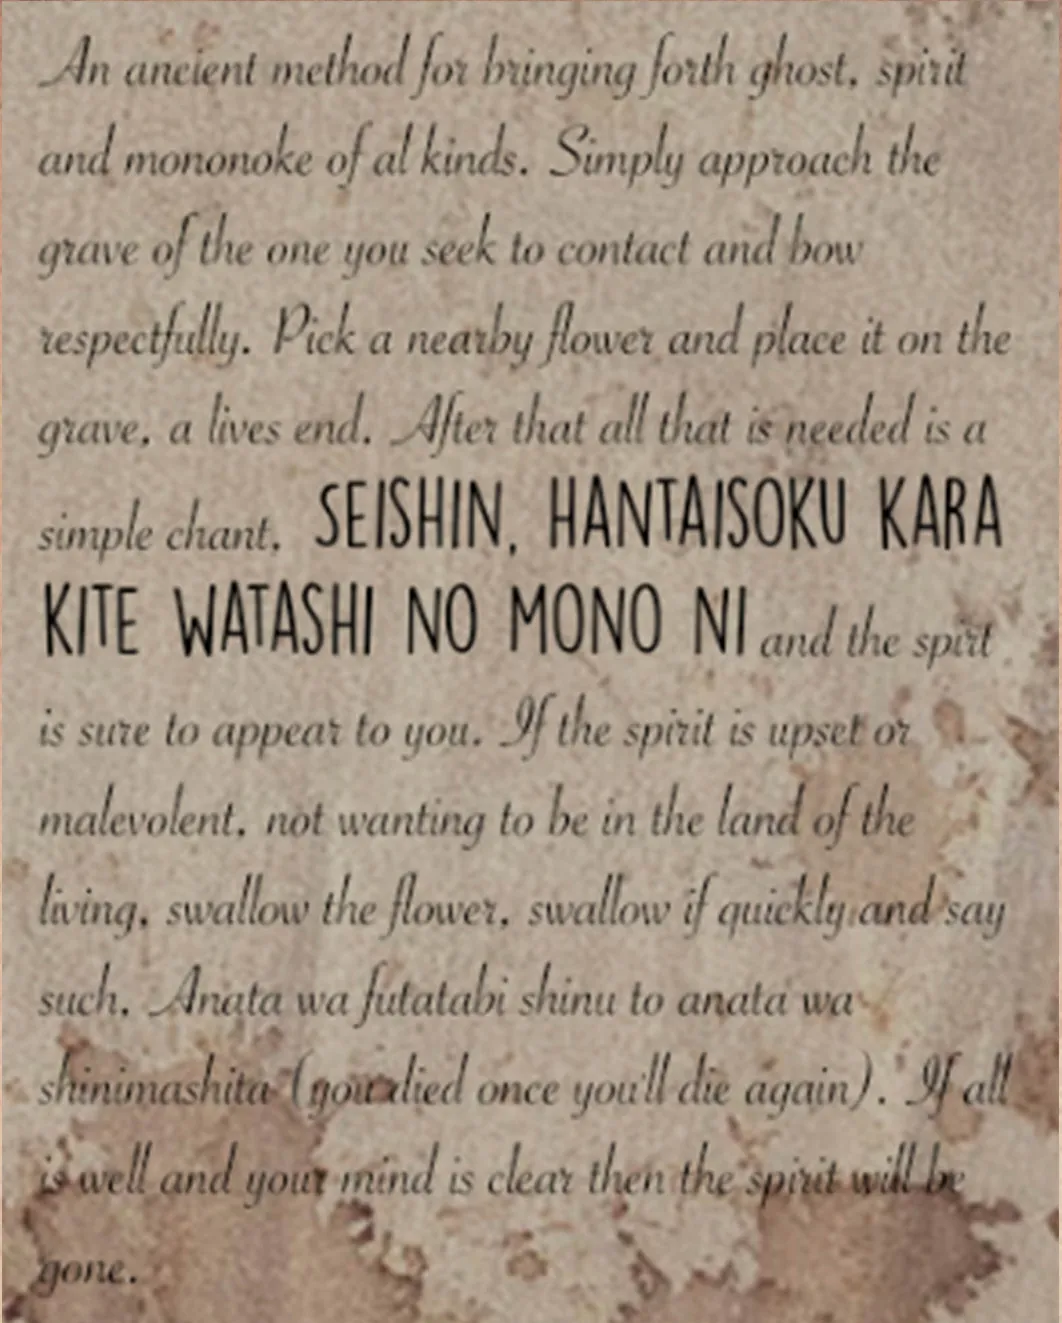 An ancient method for bringing forth ghost, spirit
and mononoke of al kinds. Simply approach the
grave of the one you seek to contact and bow
respectfully. Pick a nearby flower and place it on the
grave, a lives end. After that all that is needed is a
simple chant, SEISHIN, HANTAISOKU KARA
KITE WATASHI NO MONO NI and the spirt
is sure to appear to you. If the spirit is upset or
malevolent, not wanting to be in the land of the
living, swallow the flower, swallow if quickly and say
such, Anata wa futatabi shinu to anata wa
shinimashita (you died once you'll die again). If all
is well and your mind is clear then the spirit will be
gone.